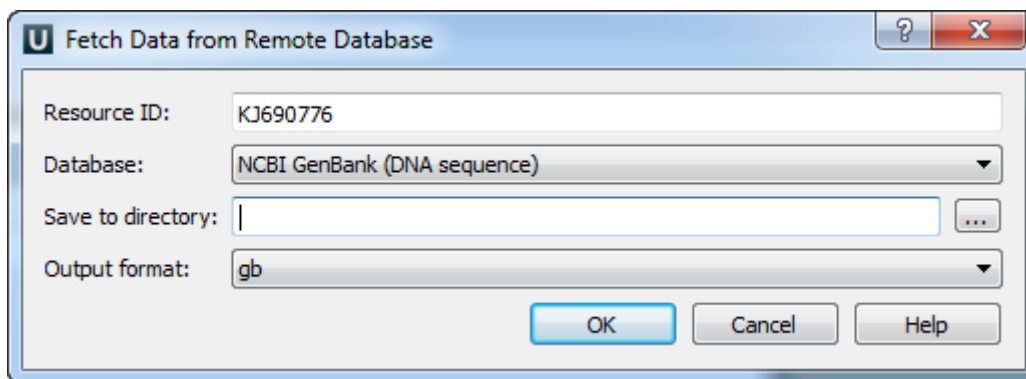 U Fetch Data from Remote Database ? X
Resource ID: KJ690776
Database: NCBI GenBank (DNA sequence)
Save to directory: ...
Output format: gb
OK Cancel Help